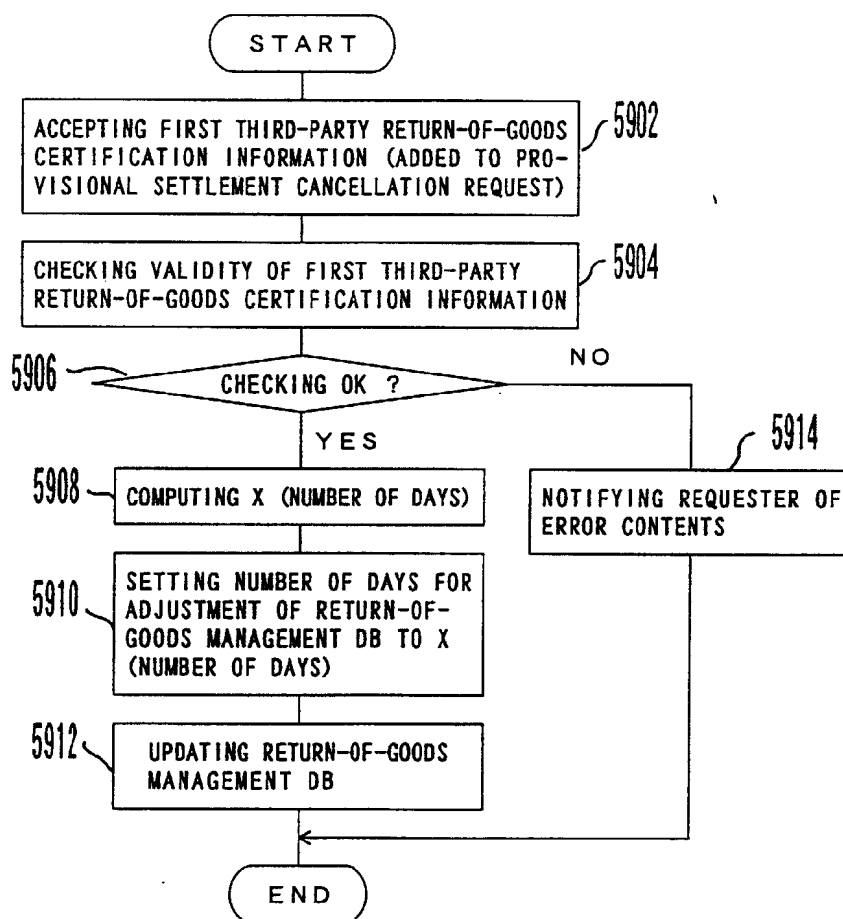 START
ACCEPTING FIRST THIRD-PARTY RETURN-OF-GOODS
CERTIFICATION INFORMATION (ADDED TO PRO-
VISIONAL SETTLEMENT CANCELLATION REQUEST)
5902
CHECKING VALIDITY OF FIRST THIRD-PARTY
RETURN-OF-GOODS CERTIFICATION INFORMATION
5904
5906
CHECKING OK ?
NO
YES
5908
COMPUTING X (NUMBER OF DAYS)
5914
NOTIFYING REQUESTER OF
ERROR CONTENTS
5910
SETTING NUMBER OF DAYS FOR
ADJUSTMENT OF RETURN-OF-
GOODS MANAGEMENT DB TO X
(NUMBER OF DAYS)
5912
UPDATING RETURN-OF-GOODS
MANAGEMENT DB
END